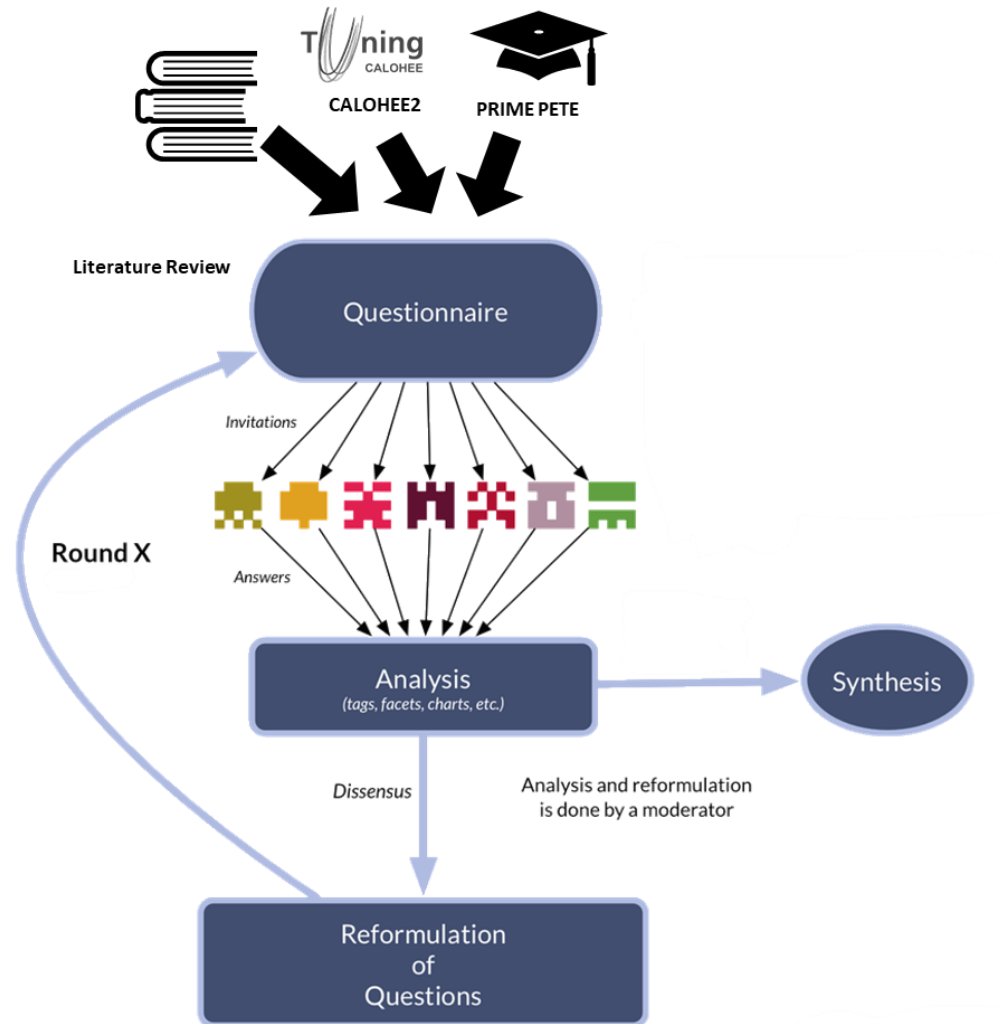 Tuning
CALOHEE
CALOHEE2
PRIME PETE
Literature Review
Questionnaire
Invitations
Round X
Answers
Analysis
(tags, facets, charts, etc.)
Synthesis
Dissensus
Analysis and reformulation
is done by a moderator
Reformulation
of
Questions